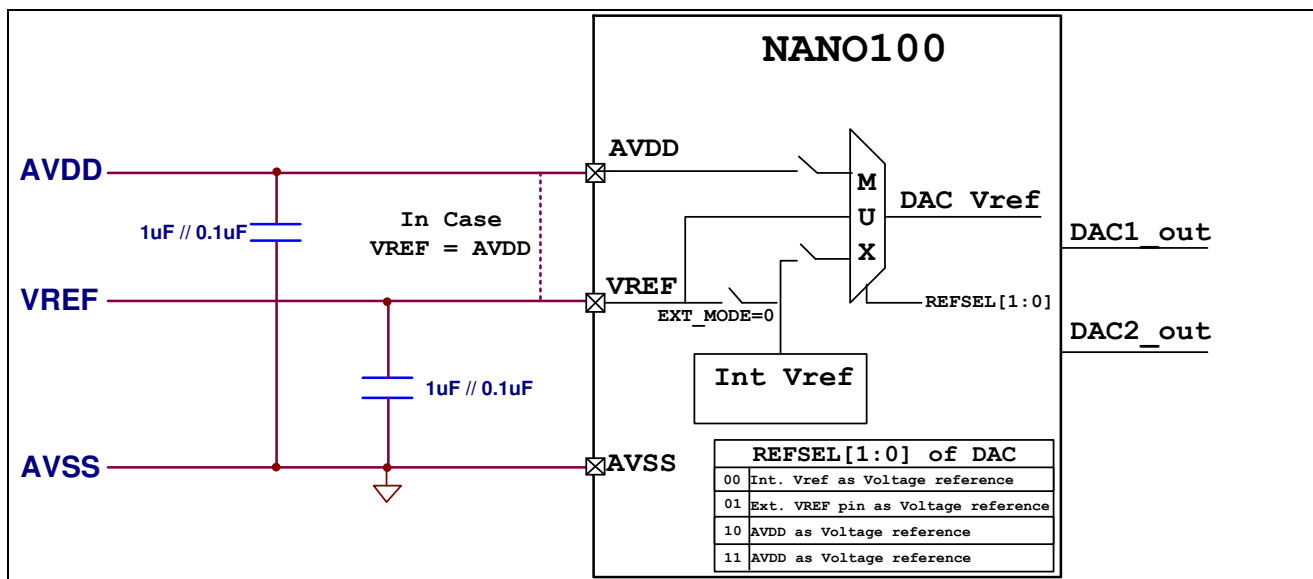 NANO100
AVDD
AVDD
1uF // 0.1uF
In Case
VREF = AVDD
M
U
X
DAC Vref
DAC1_out
VREF
VREF
EXT_MODE=0
REFSEL[1:0]
DAC2_out
Int Vref
1uF // 0.1uF
AVSS
AVSS
REFSEL[1:0] of DAC
00 Int. Vref as Voltage reference
01 Ext. VREF pin as Voltage reference
10 AVDD as Voltage reference
11 AVDD as Voltage reference